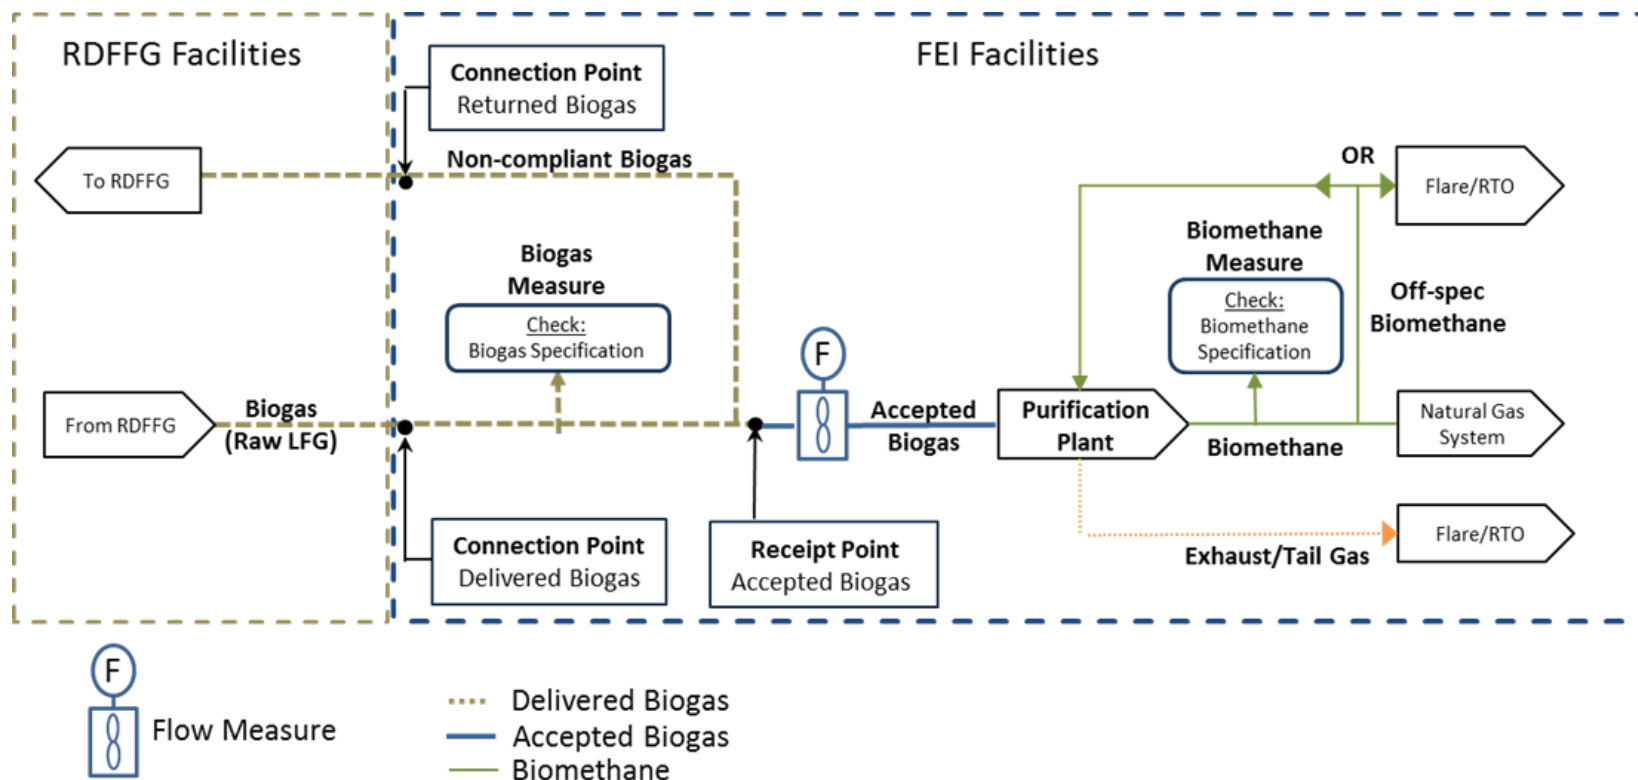 RDFFG Facilities
FEI Facilities
Connection Point
Returned Biogas
Non-compliant Biogas
To RDFFG
OR
Flare/RTO
Biogas
Measure
Check:
Biogas Specification
Biomethane
Measure
Check:
Biomethane
Specification
Off-spec
Biomethane
F
From RDFFG
Biogas
(Raw LFG)
Accepted
Biogas
Purification
Plant
Biomethane
Natural Gas
System
Connection Point
Delivered Biogas
Receipt Point
Accepted Biogas
Exhaust/Tail Gas
Flare/RTO
F
Flow Measure
Delivered Biogas
Accepted Biogas
Biomethane